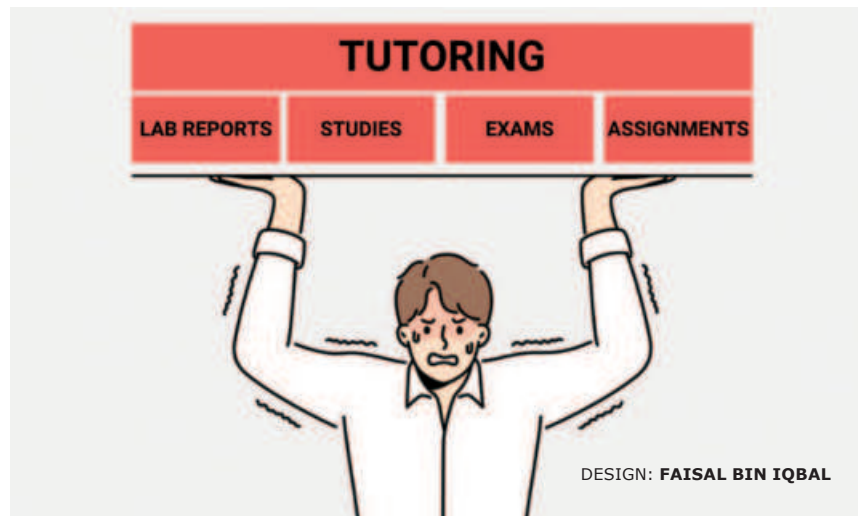 TUTORING
LAB REPORTS STUDIES EXAMS ASSIGNMENTS
DESIGN: FAISAL BIN IQBAL